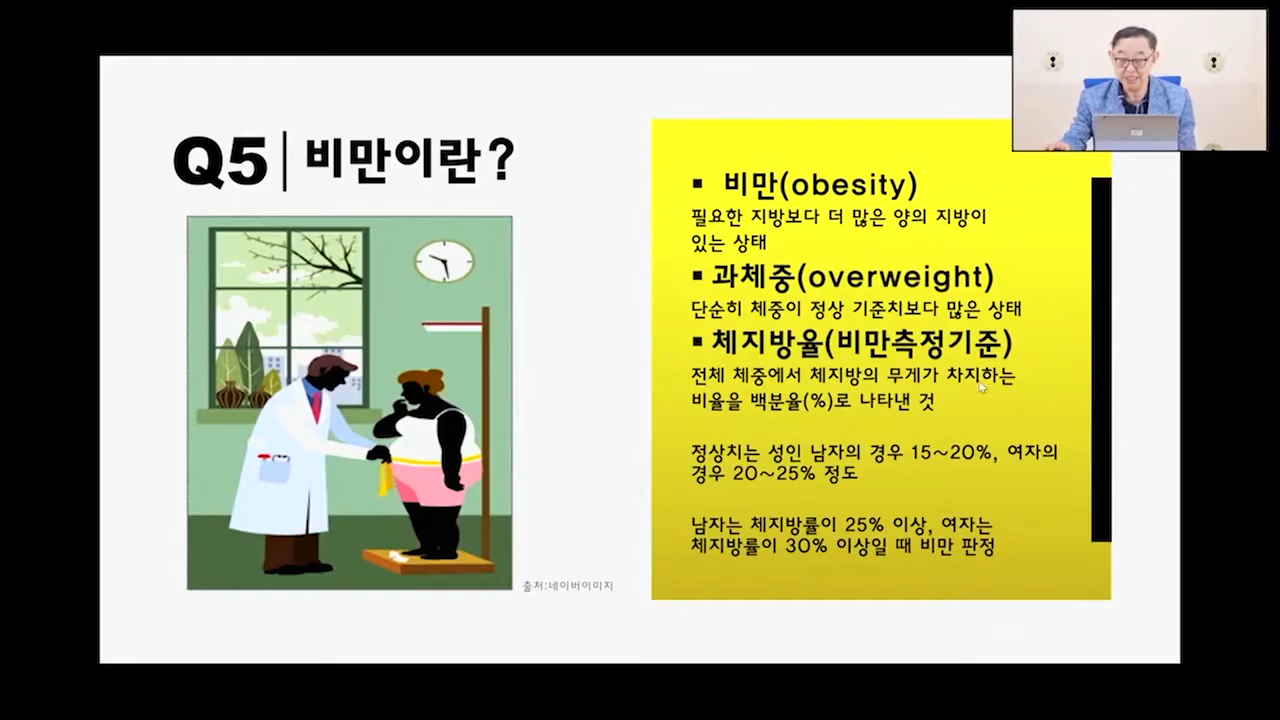 Q5 비만이란?
▪ 비만(obesity)
필요한 지방보다 더 많은 양의 지방이
있는 상태
▪ 과체중(overweight)
단순히 체중이 정상 기준치보다 많은 상태
▪ 체지방율(비만측정기준)
전체 체중에서 체지방의 무게가 차지하는
비율을 백분율(%)로 나타낸 것
정상치는 성인 남자의 경우 15~20%, 여자의
경우 20~25% 정도
남자는 체지방률이 25% 이상, 여자는
체지방률이 30% 이상일 때 비만 판정
출처:네이버이미지